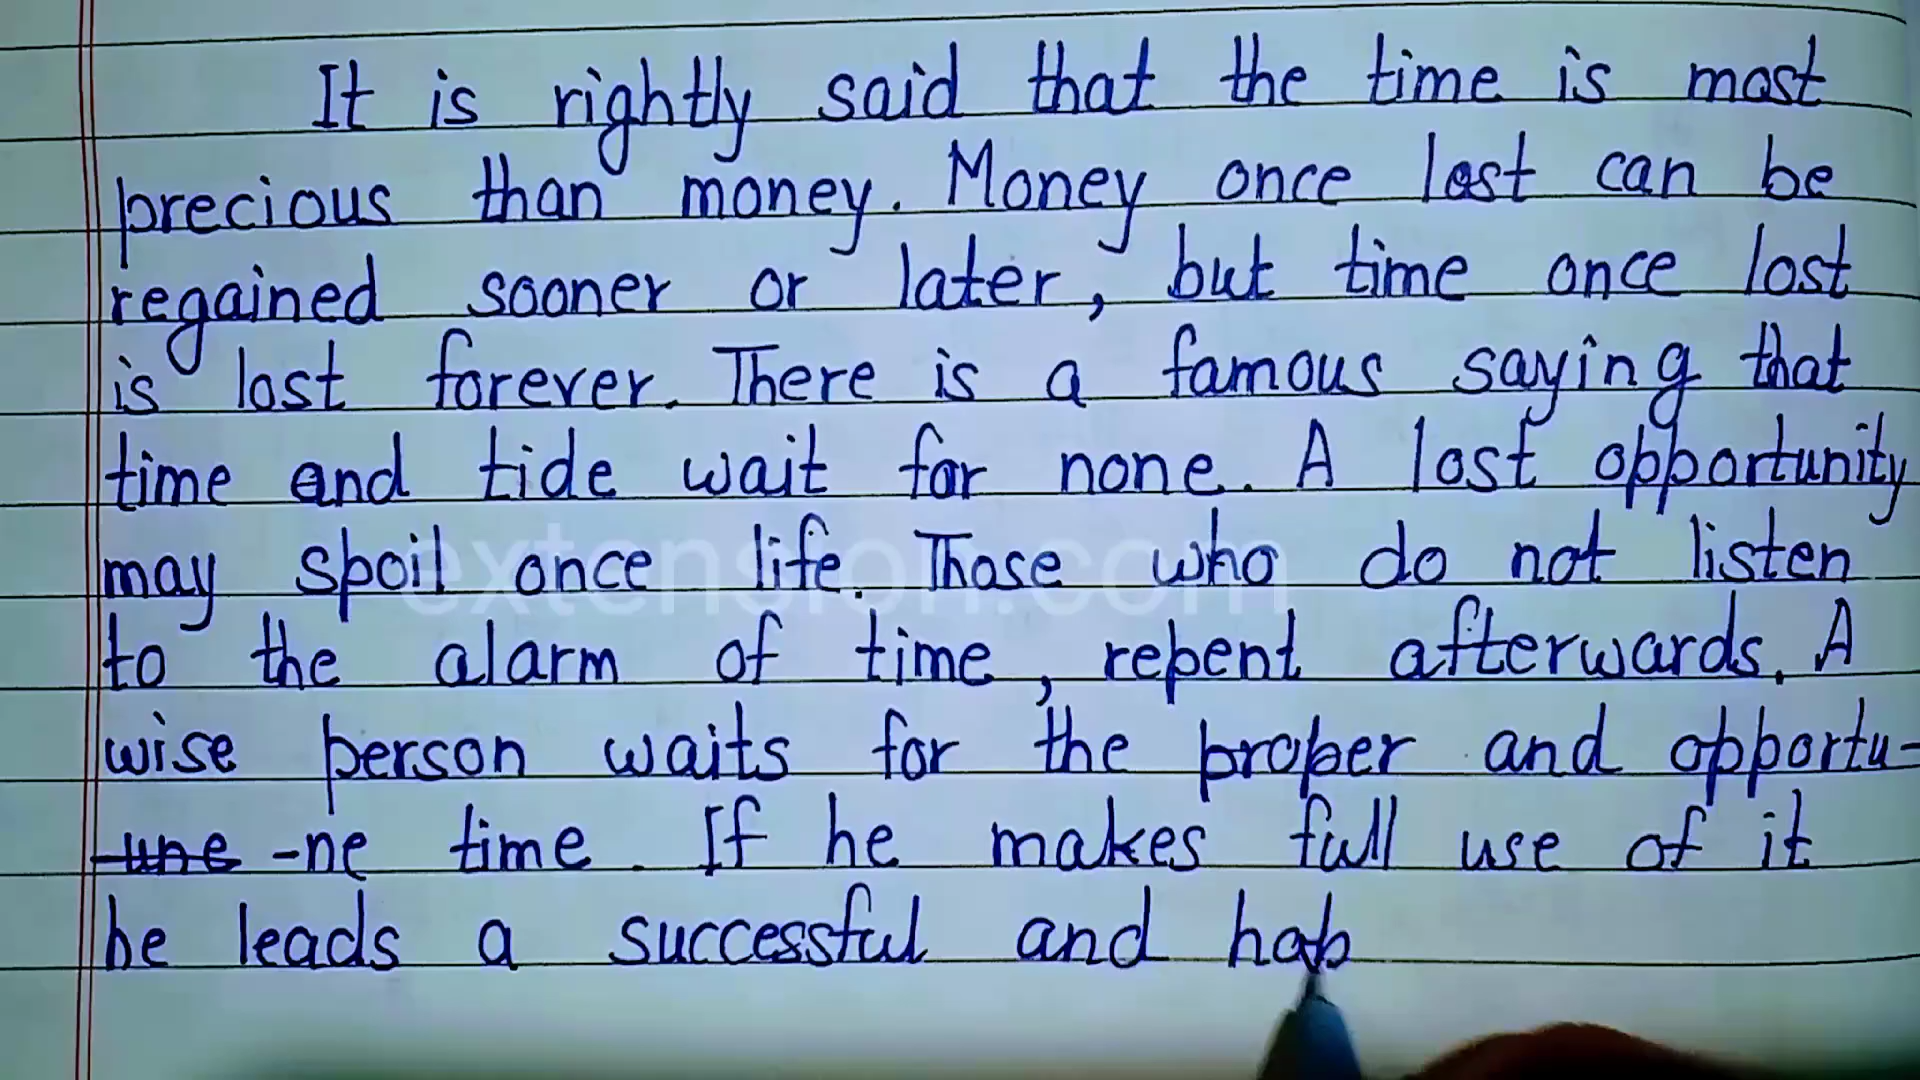 It is rightly said that the time is most
precious than money. Money once lost can be
regained sooner or later, but time once lost
is lost forever. There is a famous saying that
time and tide wait for none. A lost opportunity
may spoil once life. Those who do not listen
to the alarm of time, repent afterwards. A
wise person waits for the proper and opportu-
-une -ne time. If he makes full use of it
he leads a successful and hap
extension.com